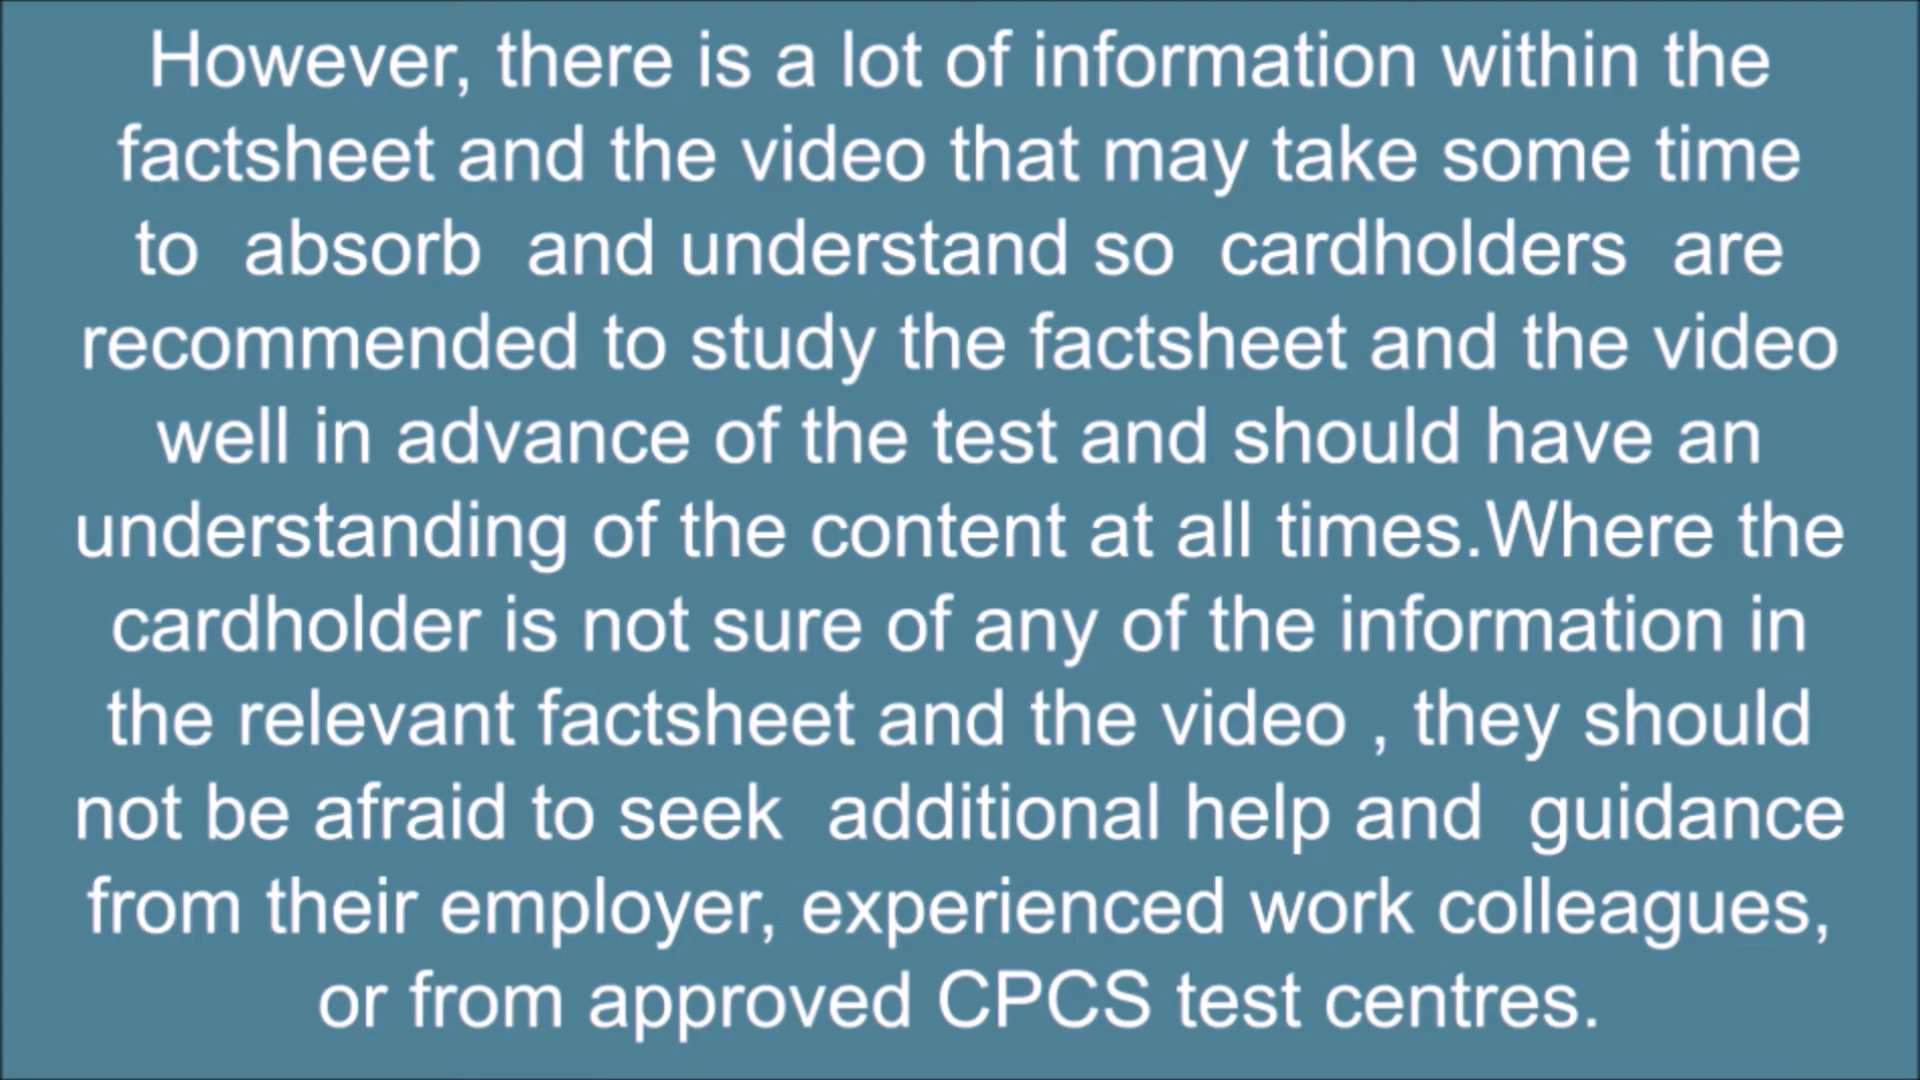 However, there is a lot of information within the
factsheet and the video that may take some time
to  absorb  and understand so  cardholders  are
recommended to study the factsheet and the video
well in advance of the test and should have an
understanding of the content at all times.Where the
cardholder is not sure of any of the information in
the relevant factsheet and the video , they should
not be afraid to seek  additional help and  guidance
from their employer, experienced work colleagues,
or from approved CPCS test centres.